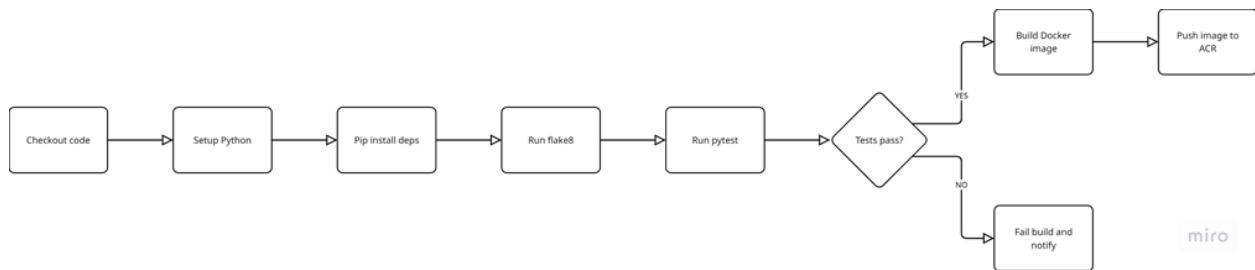 Checkout code
Setup Python
Pip install deps
Run flake8
Run pytest
Tests pass?
YES
Build Docker
image
Push image to
ACR
NO
Fail build and
notify
miro